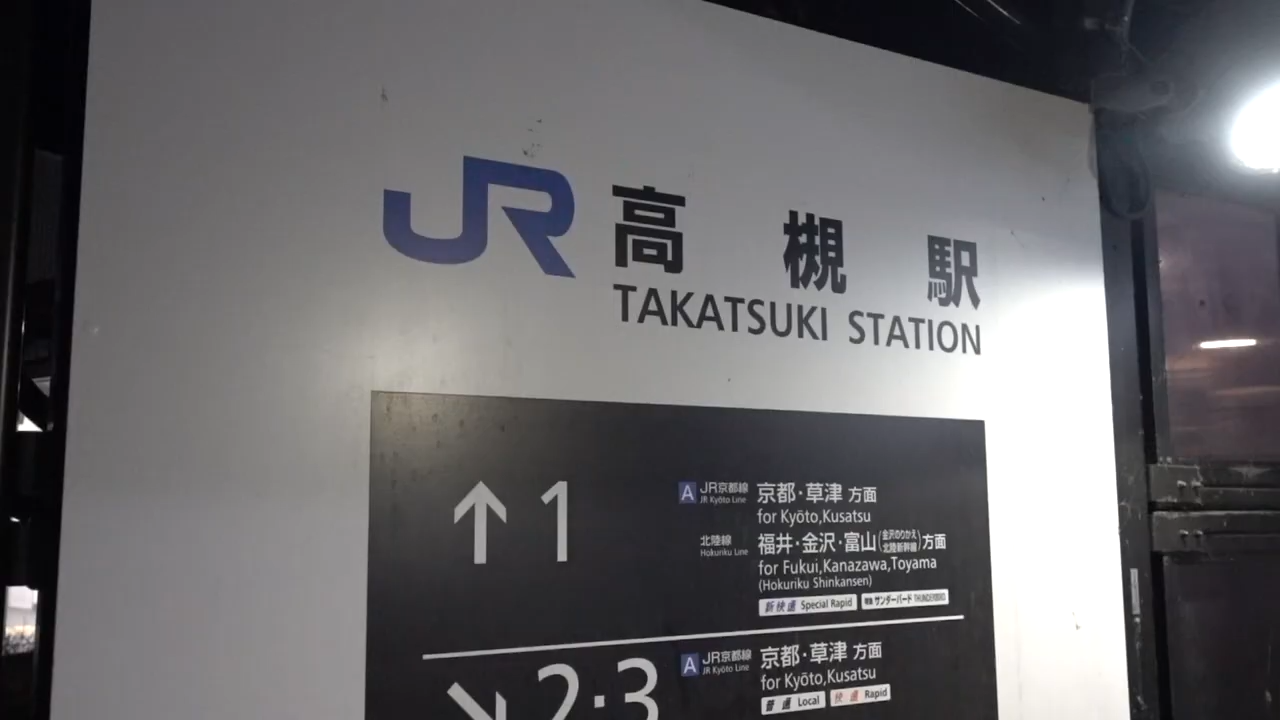 JR 高槻駅
TAKATSUKI STATION
↑ 1
A JR京都線 京都・草津 方面
JR Kyōto Line for Kyōto,Kusatsu
北陸線 福井・金沢・富山(金沢のりかえ 北陸新幹線)方面
Hokuriku Line for Fukui,Kanazawa,Toyama
(Hokuriku Shinkansen)
新快速 Special Rapid 特急 サンダーバード THUNDERBIRD
↘ 2・3
A JR京都線 京都・草津 方面
JR Kyōto Line for Kyōto,Kusatsu
普通 Local 快速 Rapid